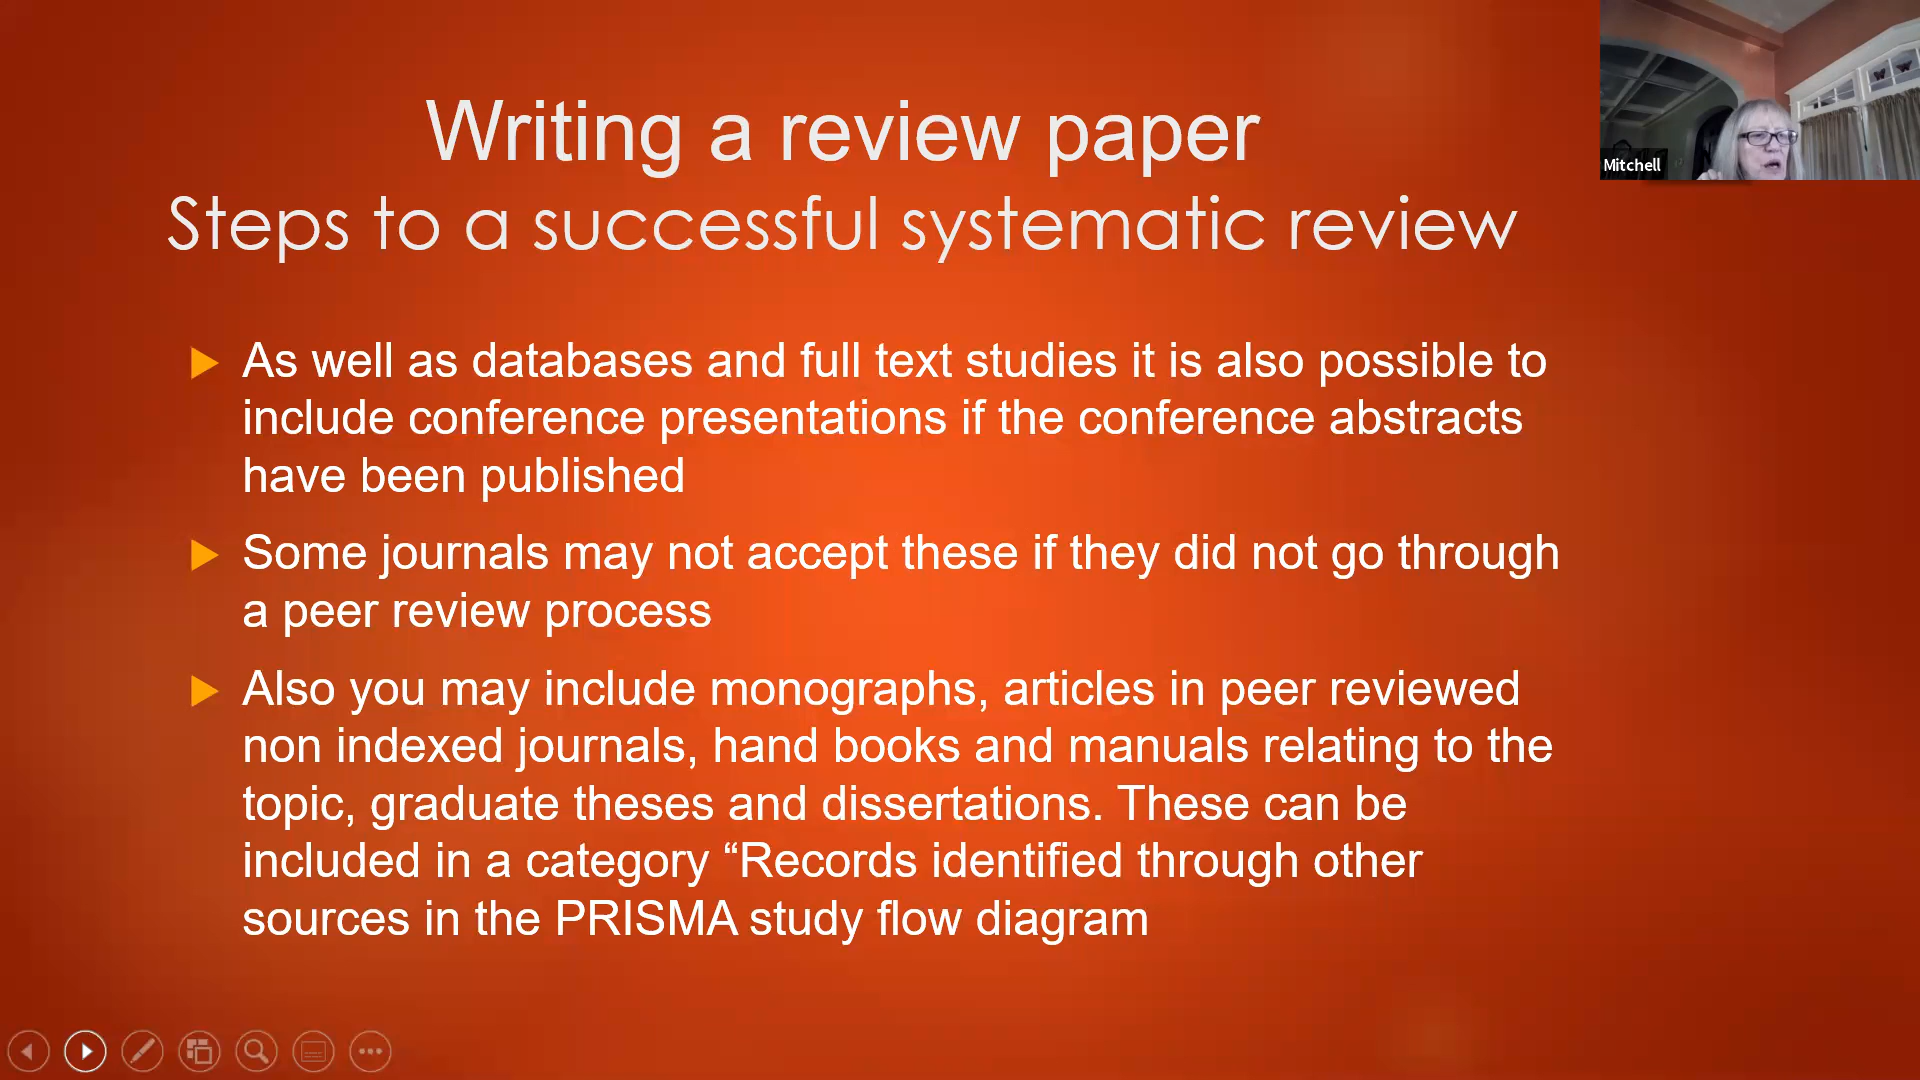 Writing a review paper
Steps to a successful systematic review
Mitchell
As well as databases and full text studies it is also possible to
include conference presentations if the conference abstracts
have been published
Some journals may not accept these if they did not go through
a peer review process
Also you may include monographs, articles in peer reviewed
non indexed journals, hand books and manuals relating to the
topic, graduate theses and dissertations. These can be
included in a category “Records identified through other
sources in the PRISMA study flow diagram